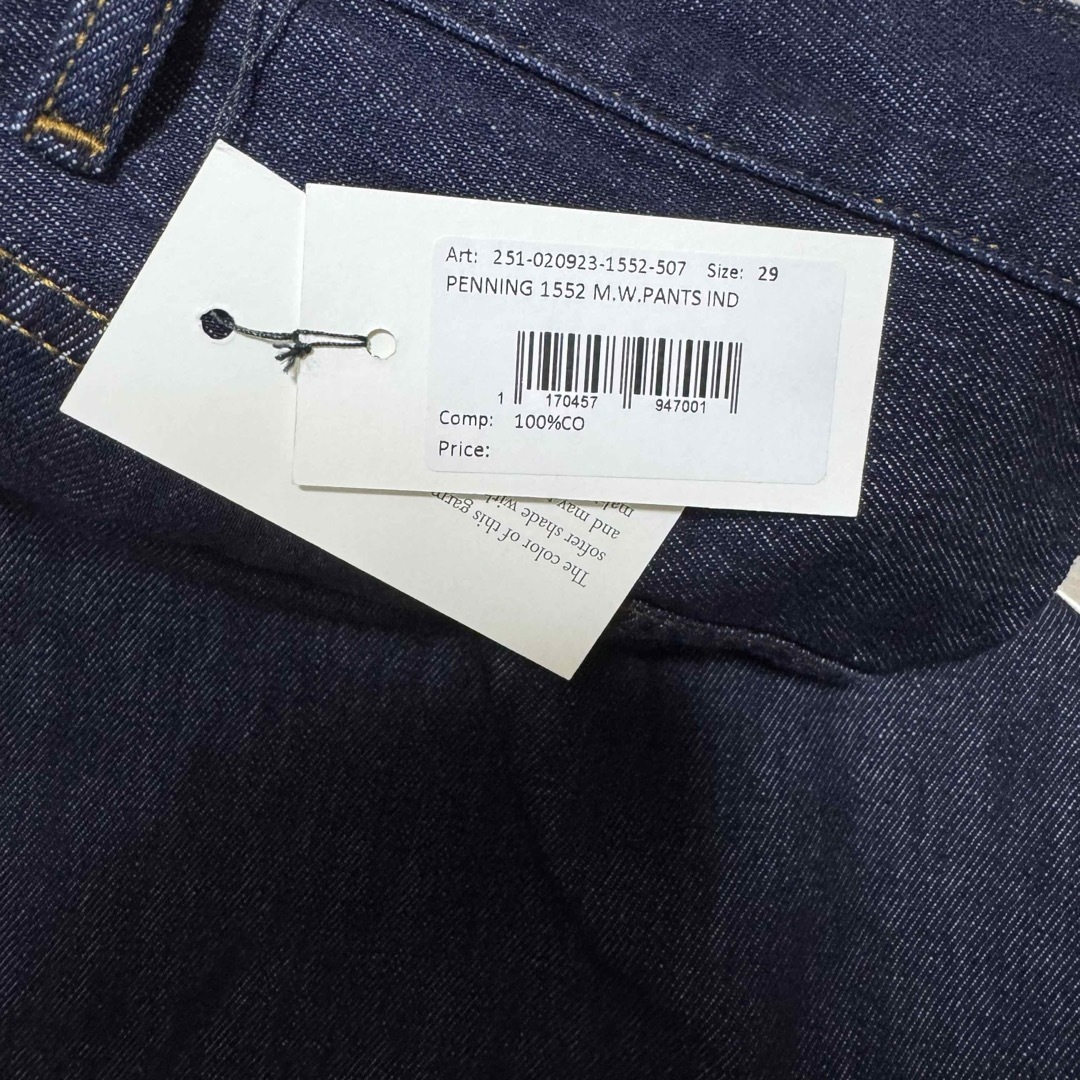 Art: 251-020923-1552-507 Size: 29
PENNING 1552 M.W.PANTS IND
1 170457 947001
Comp: 100%CO
Price:
The color of this garm
softer shade with
and may